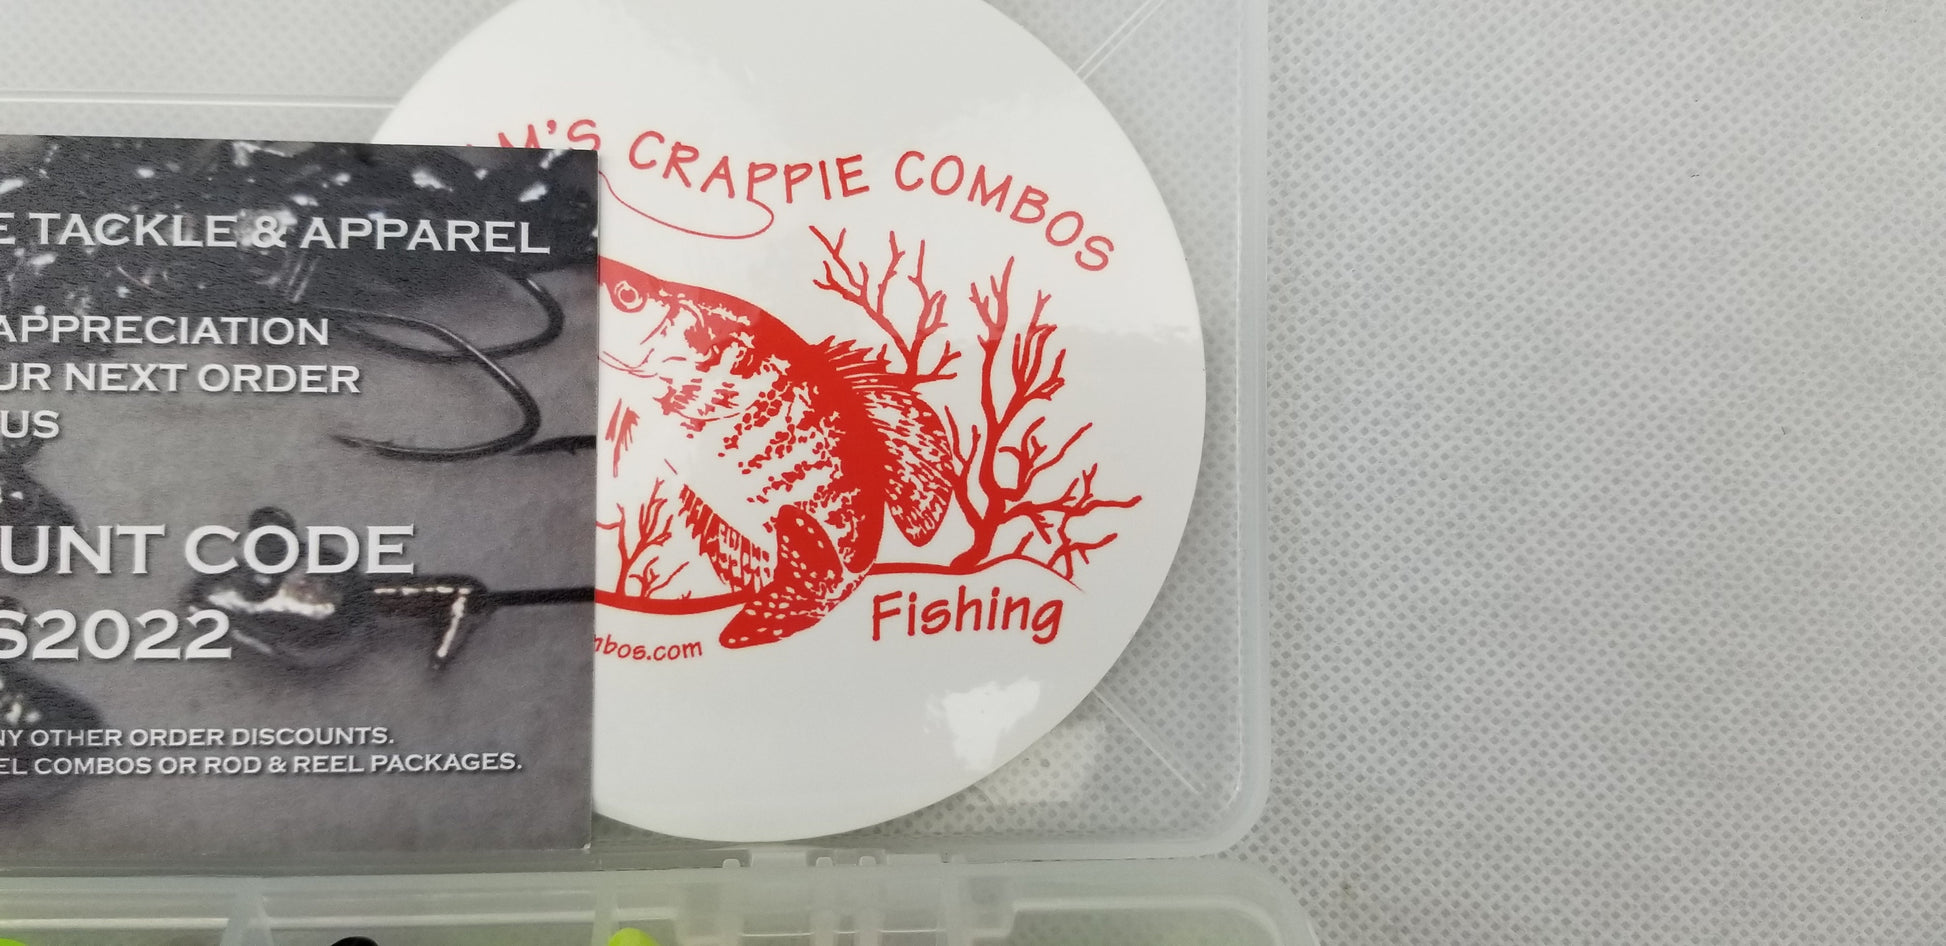 M'S CRAPPIE COMBOS
E TACKLE & APPAREL
APPRECIATION
UR NEXT ORDER
US
UNT CODE
S2022
NY OTHER ORDER DISCOUNTS.
EL COMBOS OR ROD & REEL PACKAGES.
Fishing
mbos.com